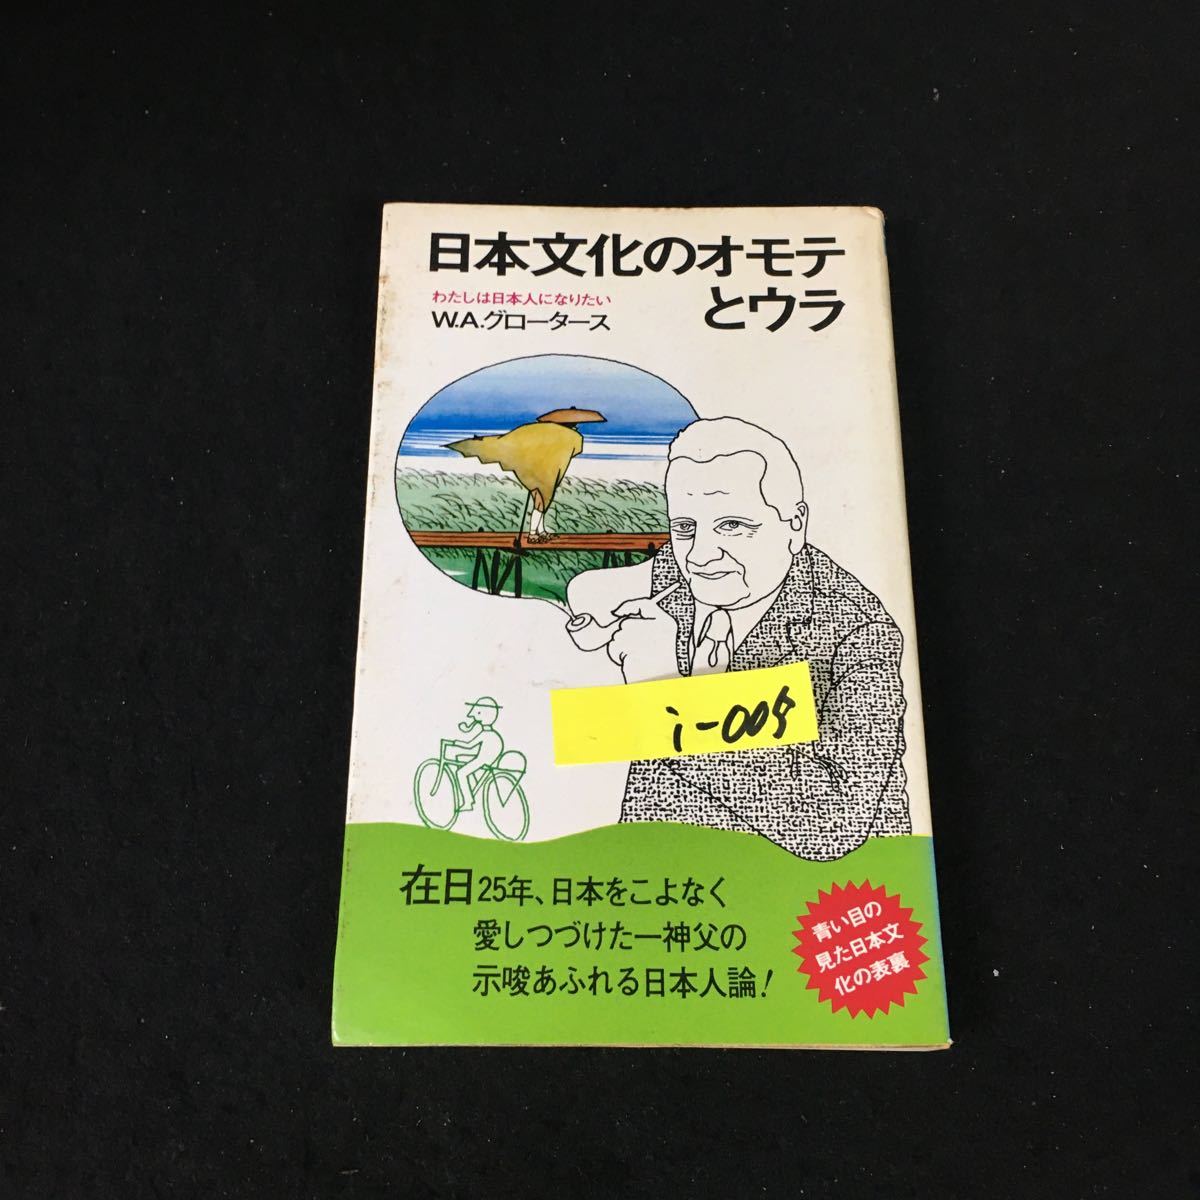 日本文化のオモテ
とウラ
わたしは日本人になりたい
W.A.グロータース
i-005
在日25年、日本をこよなく
愛しつづけた一神父の
示唆あふれる日本人論!
青い目の
見た日本文
化の表裏